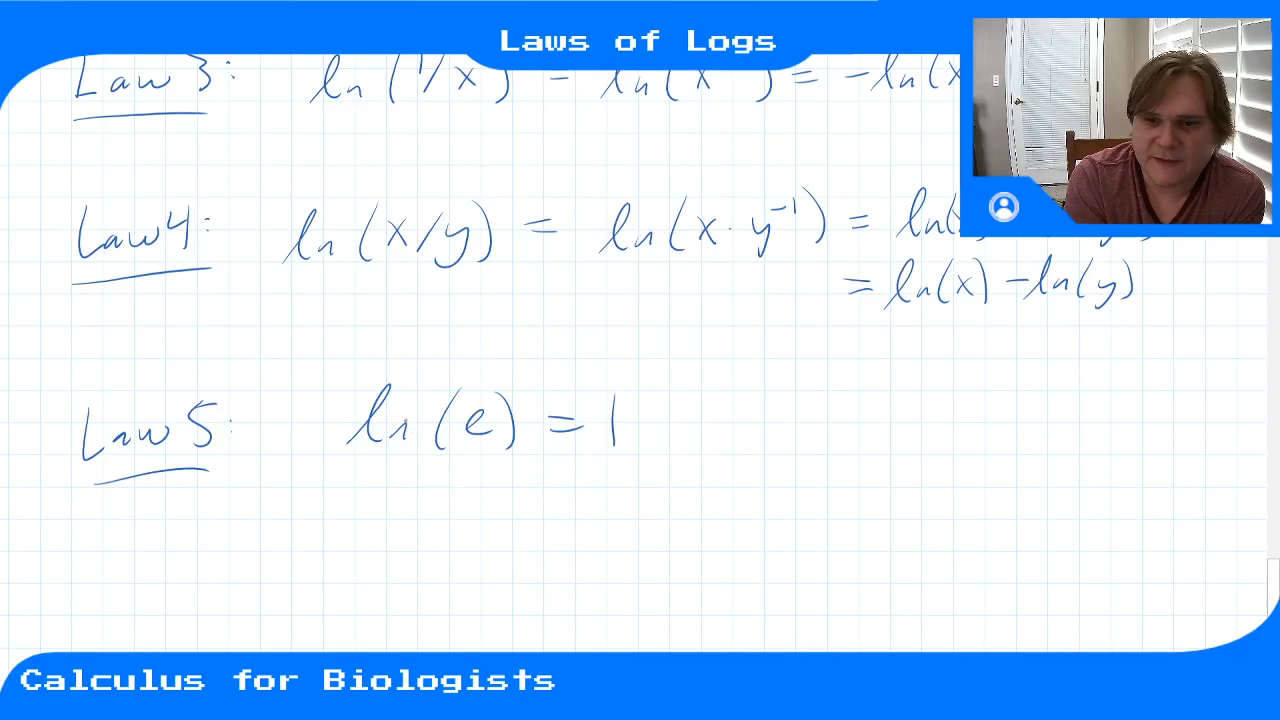 Laws of Logs
Law 3: ln(1/x) = ln(x ) = -ln(x
Law 4: ln(x/y) = ln(x · y⁻¹) = ln(
= ln(x) - ln(y)
Law 5: ln(e) = 1
Calculus for Biologists